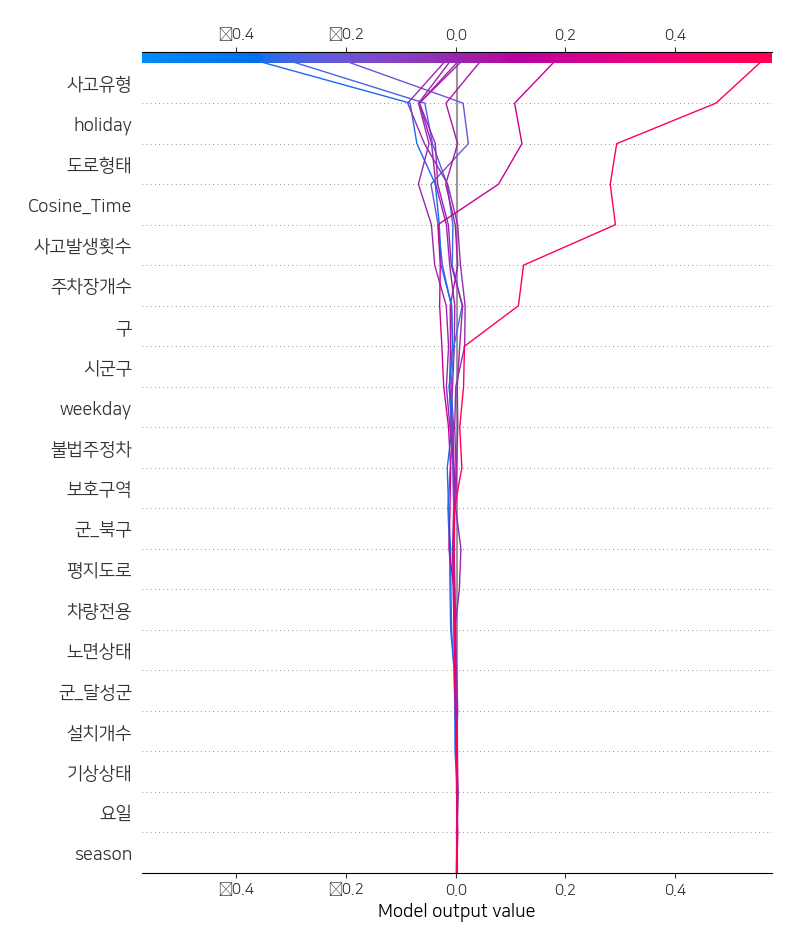 ▯0.4 ▯0.2 0.0 0.2 0.4
사고유형
holiday
도로형태
Cosine_Time
사고발생횟수
주차장개수
구
시군구
weekday
불법주정차
보호구역
군_북구
평지도로
차량전용
노면상태
군_달성군
설치개수
기상상태
요일
season
▯0.4 ▯0.2 0.0 0.2 0.4
Model output value